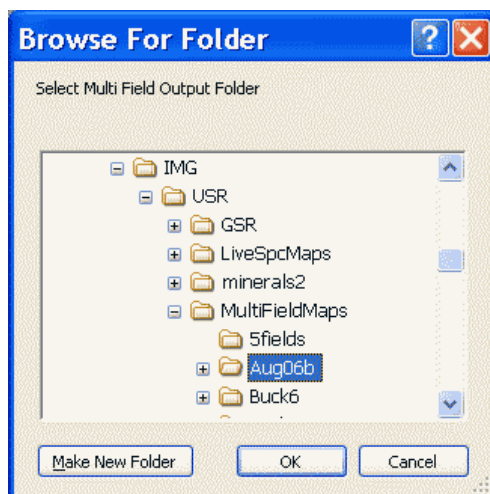 Browse For Folder
Select Multi Field Output Folder
IMG
USR
GSR
LiveSpcMaps
minerals2
MultiFieldMaps
5fields
Aug06b
Buck6
Make New Folder
OK
Cancel